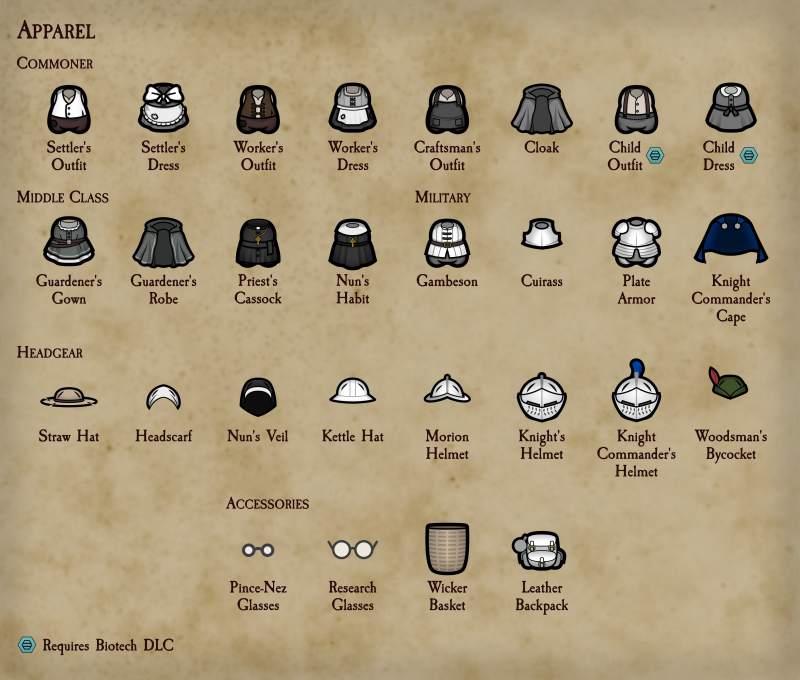 Apparel
Commoner
Settler's Outfit
Settler's Dress
Worker's Outfit
Worker's Dress
Craftsman's Outfit
Cloak
Child Outfit
Child Dress
Middle Class
Military
Guardener's Gown
Guardener's Robe
Priest's Cassock
Nun's Habit
Gambeson
Cuirass
Plate Armor
Knight Commander's Cape
Headgear
Straw Hat
Headscarf
Nun's Veil
Kettle Hat
Morion Helmet
Knight's Helmet
Knight Commander's Helmet
Woodsman's Bycocket
Accessories
Pince-Nez Glasses
Research Glasses
Wicker Basket
Leather Backpack
Requires Biotech DLC